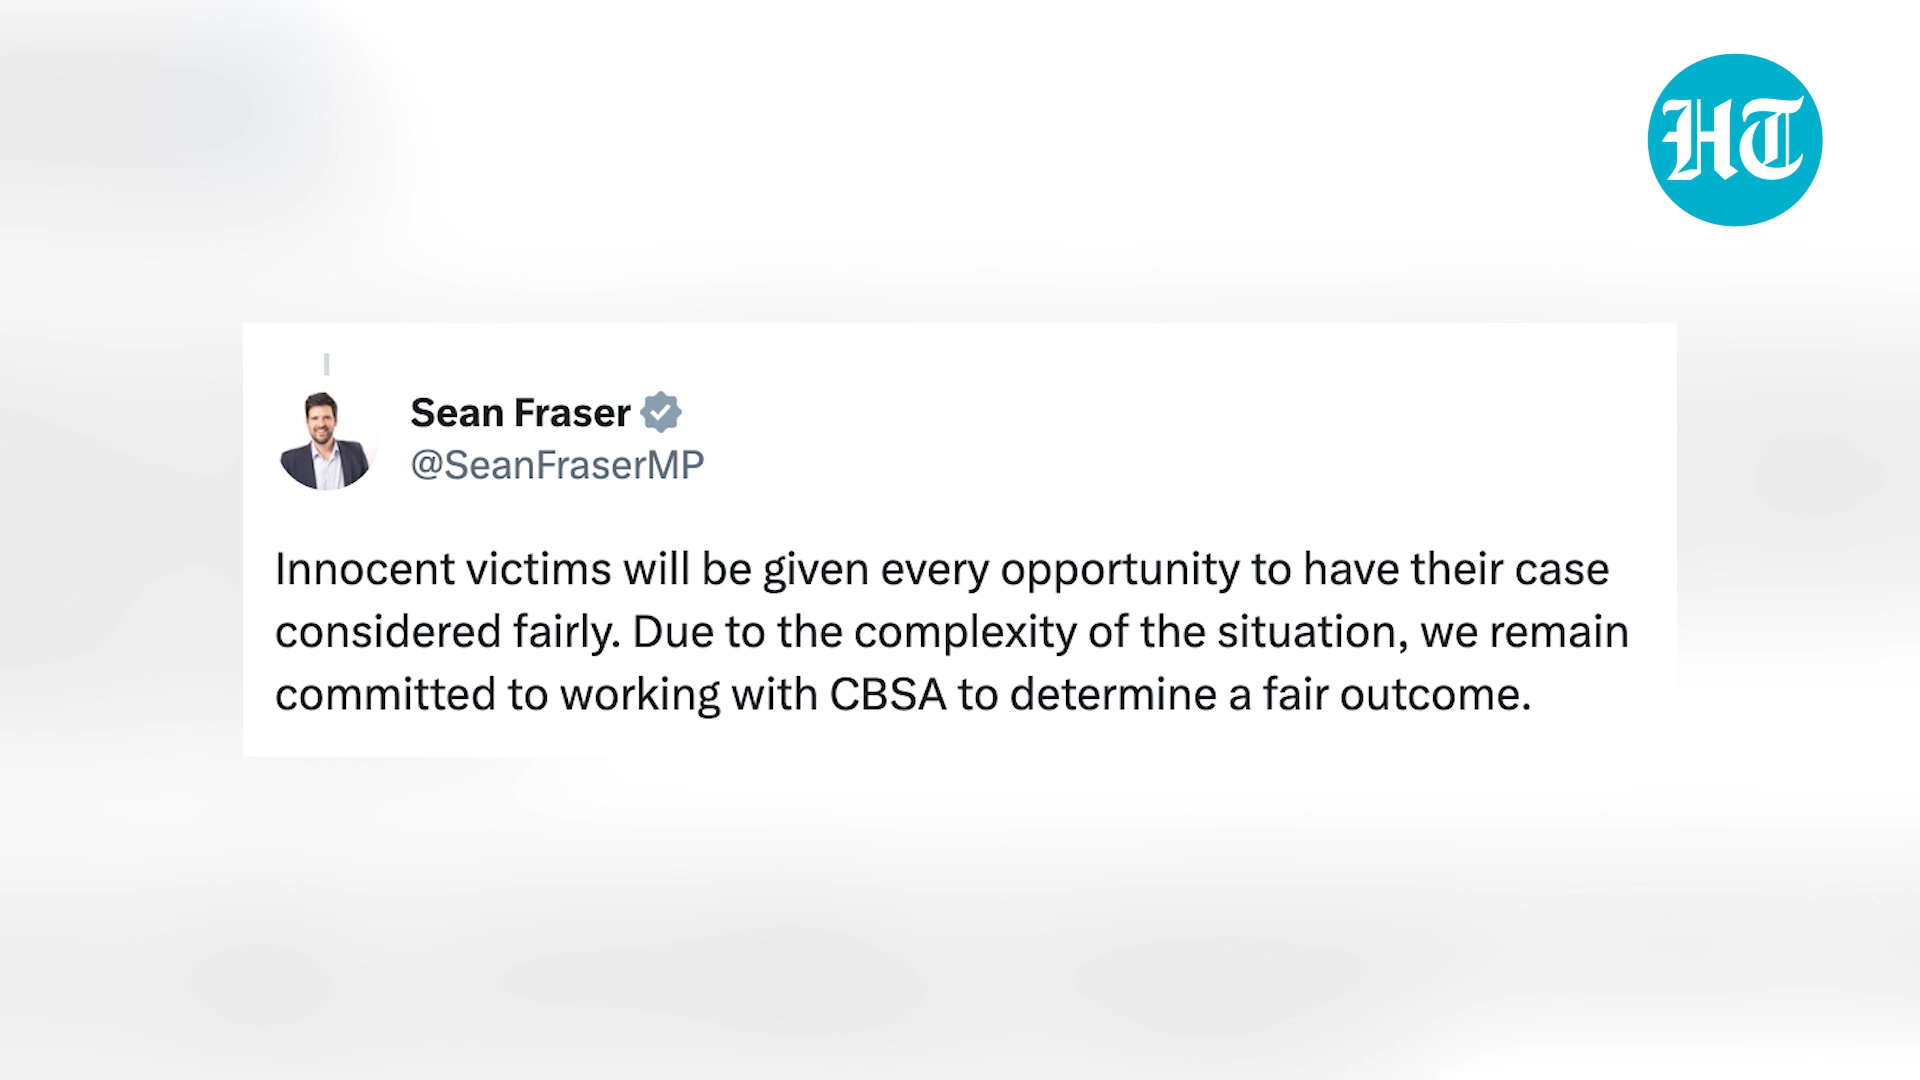 HT
Sean Fraser
@SeanFraserMP
Innocent victims will be given every opportunity to have their case
considered fairly. Due to the complexity of the situation, we remain
committed to working with CBSA to determine a fair outcome.